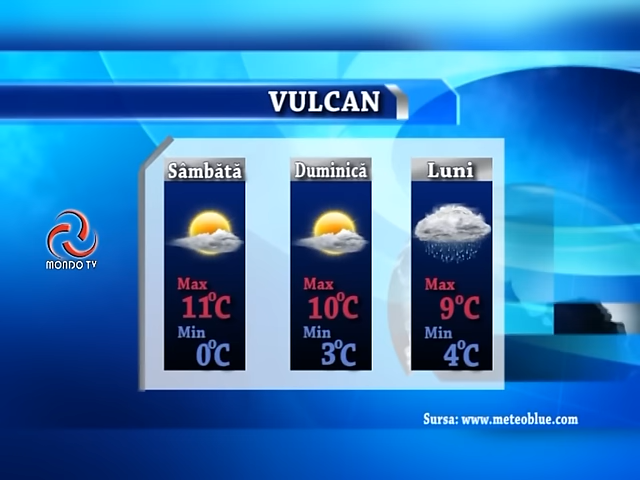 VULCAN
Sâmbătă
Duminică
Luni
Max
11°C
Min
0°C
Max
10°C
Min
3°C
Max
9°C
Min
4°C
MONDO TV
Sursa: www.meteoblue.com